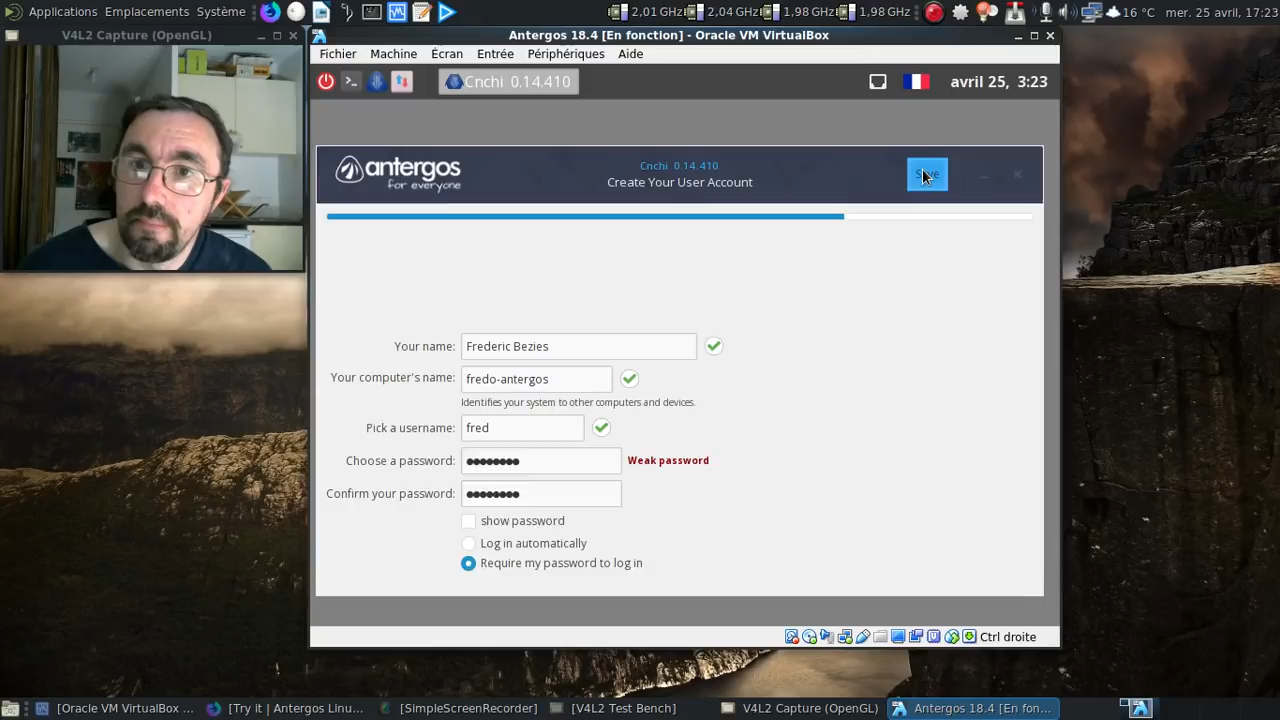 Applications Emplacements Système 2,01 GHz 2,04 GHz 1,98 GHz 1,98 GHz 16 °C mer. 25 avril, 17:23
V4L2 Capture (OpenGL)
Antergos 18.4 [En fonction] - Oracle VM VirtualBox
Fichier Machine Écran Entrée Périphériques Aide
Cnchi 0.14.410 avril 25, 3:23
antergos
for everyone
Cnchi 0.14.410
Create Your User Account
Save
Your name: Frederic Bezies
Your computer's name: fredo-antergos
Identifies your system to other computers and devices.
Pick a username: fred
Choose a password: ●●●●●●●● Weak password
Confirm your password: ●●●●●●●●
show password
Log in automatically
Require my password to log in
Ctrl droite
[Oracle VM VirtualBox ... [Try it | Antergos Linu... [SimpleScreenRecorder] [V4L2 Test Bench] V4L2 Capture (OpenGL) Antergos 18.4 [En fon...